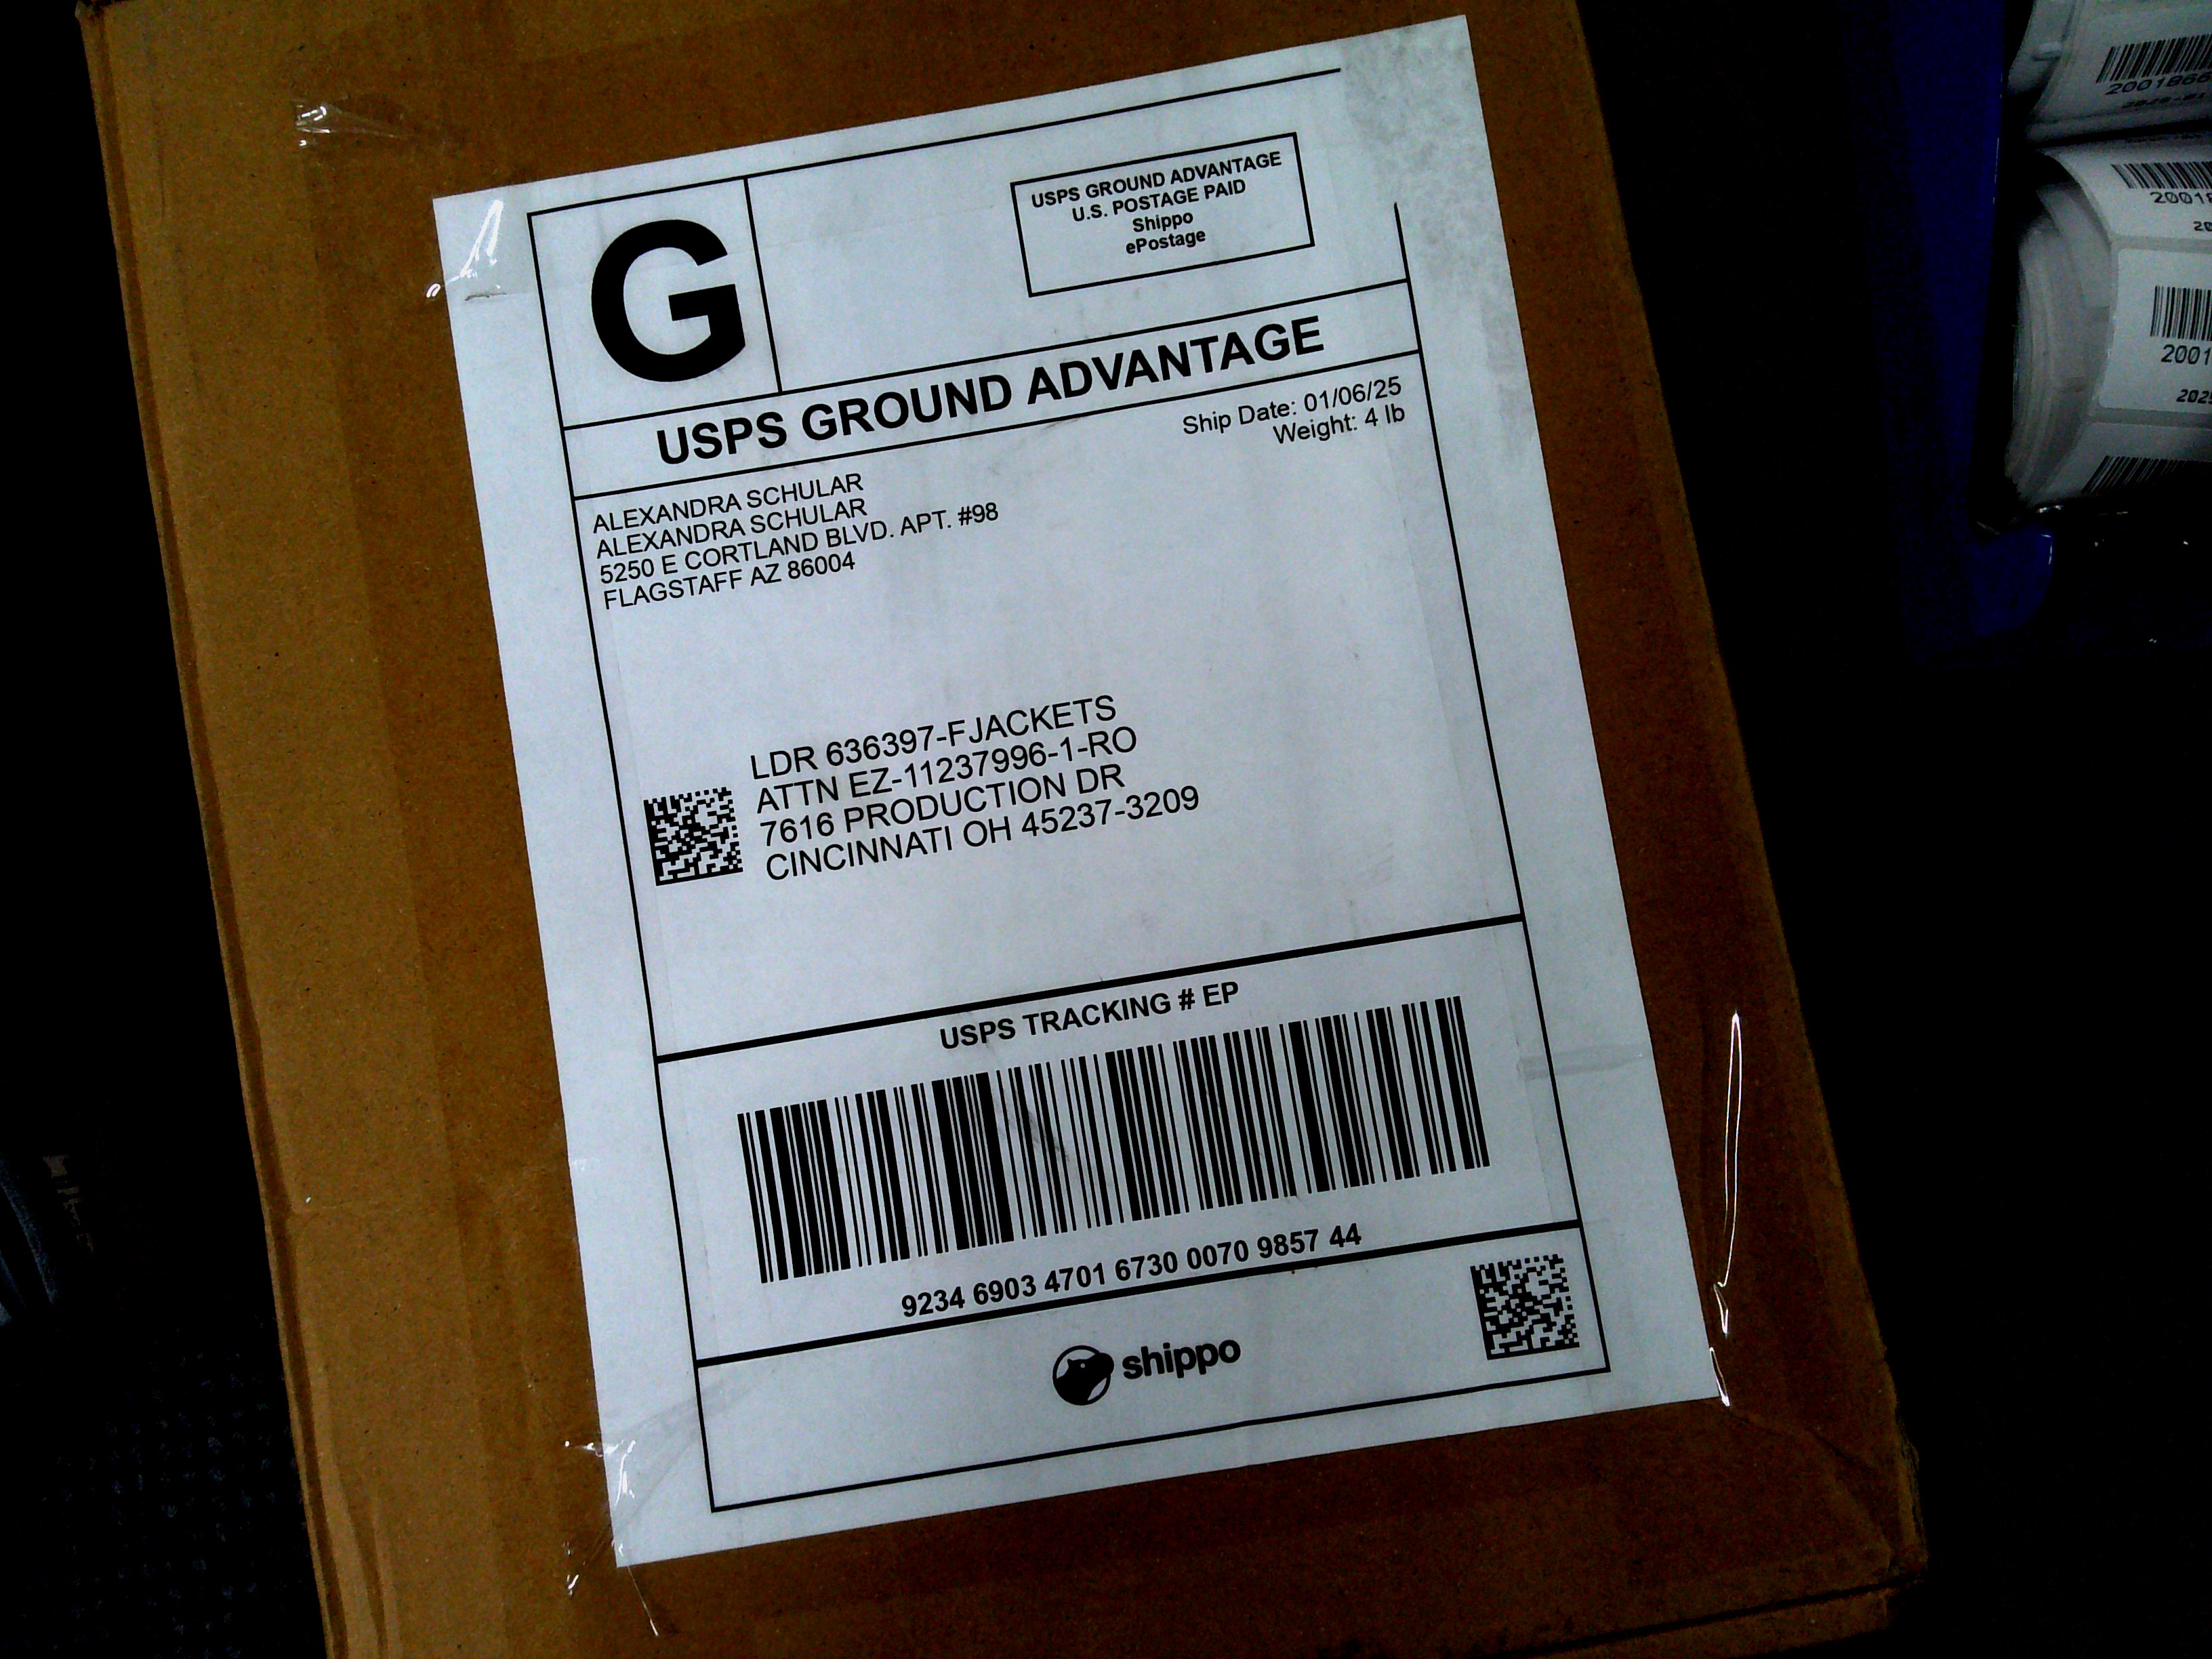 G
USPS GROUND ADVANTAGE
U.S. POSTAGE PAID
Shippo
ePostage
USPS GROUND ADVANTAGE
Ship Date: 01/06/25
Weight: 4 lb
ALEXANDRA SCHULAR
ALEXANDRA SCHULAR
5250 E CORTLAND BLVD. APT. #98
FLAGSTAFF AZ 86004
LDR 636397-FJACKETS
ATTN EZ-11237996-1-RO
7616 PRODUCTION DR
CINCINNATI OH 45237-3209
USPS TRACKING # EP
9234 6903 4701 6730 0070 9857 44
shippo